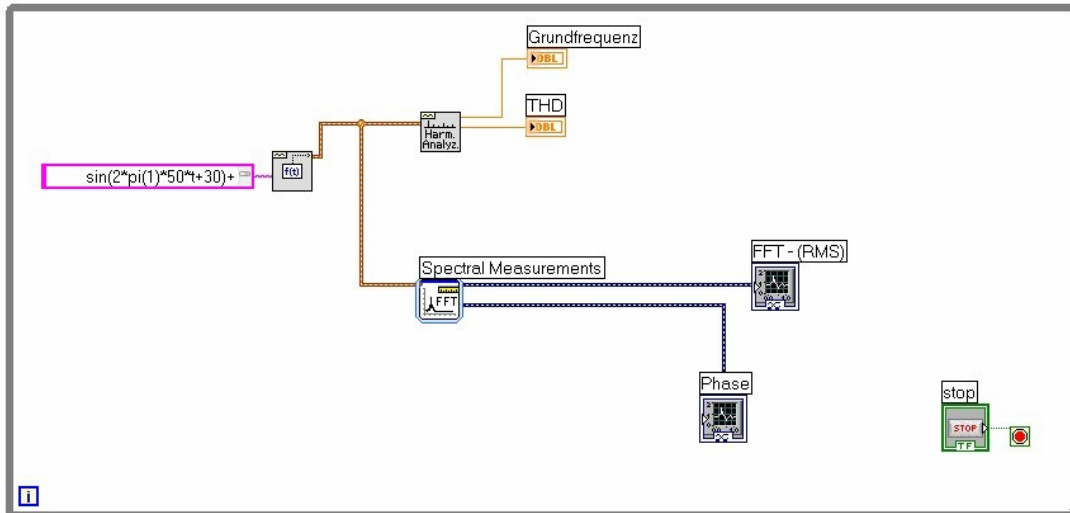 Grundfrequenz
DBL
THD
DBL
Harm.
Analyz.
sin(2*pi(1)*50*t+30)+
f(t)
Spectral Measurements
FFT
FFT - (RMS)
Phase
stop
STOP
TF
i